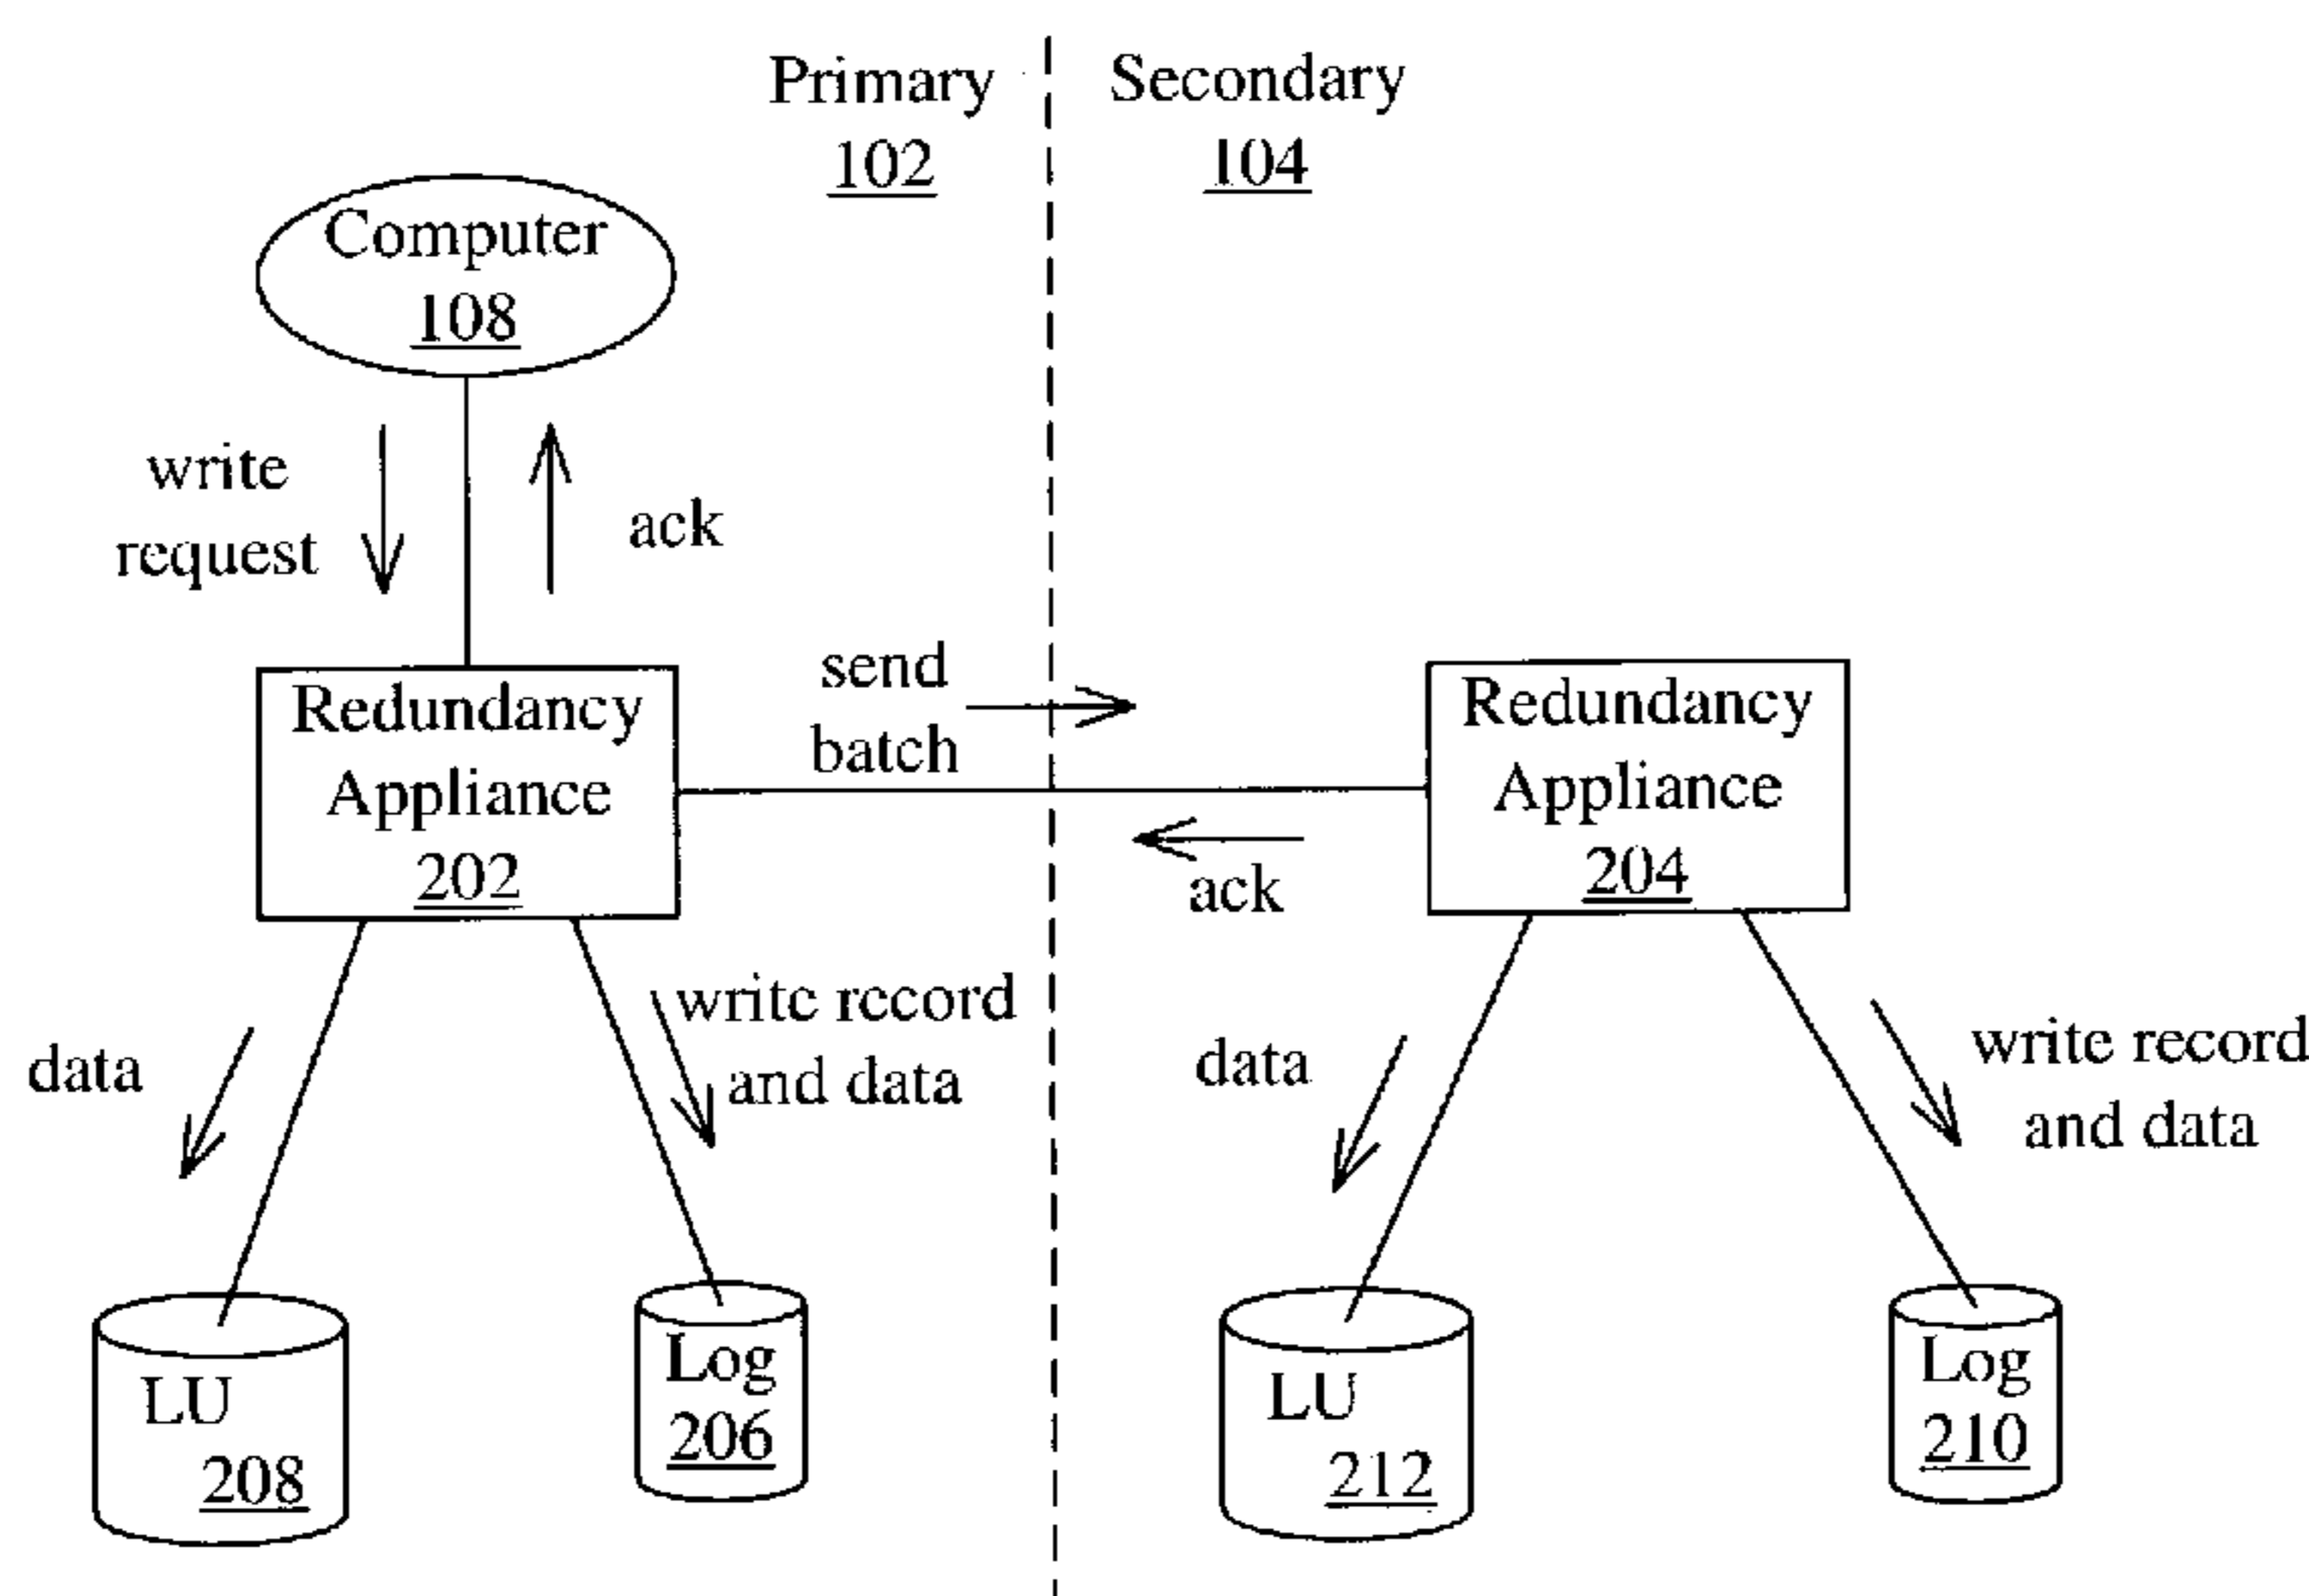 Primary
102
Secondary
104
Computer
108
write
request
ack
send
batch
Redundancy
Appliance
202
Redundancy
Appliance
204
ack
data
write record
and data
data
write record
and data
LU
208
Log
206
LU
212
Log
210